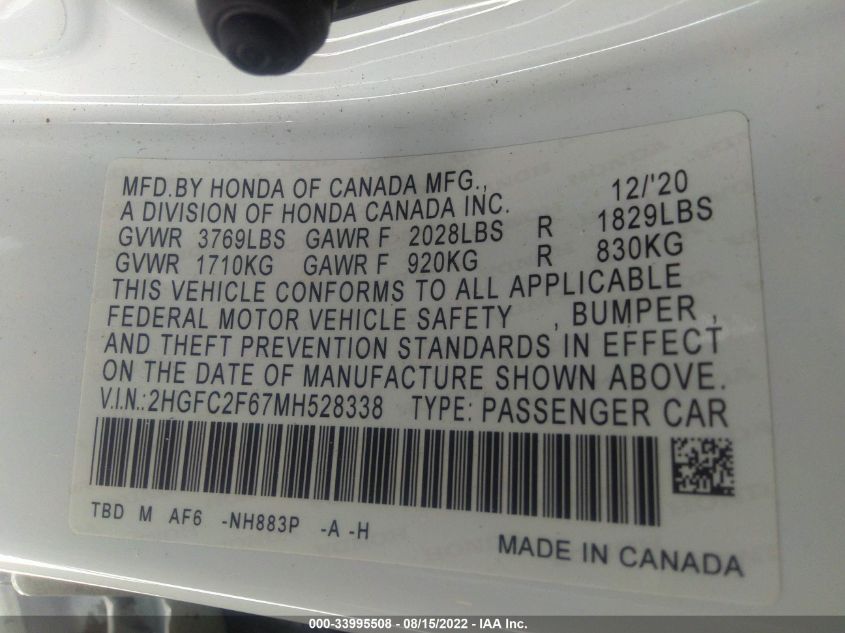 MFD.BY HONDA OF CANADA MFG., 12/'20
A DIVISION OF HONDA CANADA INC.
GVWR 3769LBS GAWR F 2028LBS R 1829LBS
GVWR 1710KG GAWR F 920KG R 830KG
THIS VEHICLE CONFORMS TO ALL APPLICABLE
FEDERAL MOTOR VEHICLE SAFETY , BUMPER ,
AND THEFT PREVENTION STANDARDS IN EFFECT
ON THE DATE OF MANUFACTURE SHOWN ABOVE.
V.I.N.:2HGFC2F67MH528338 TYPE: PASSENGER CAR
TBD M AF6 -NH883P -A -H
MADE IN CANADA
000-33995508 - 08/15/2022 - IAA Inc.